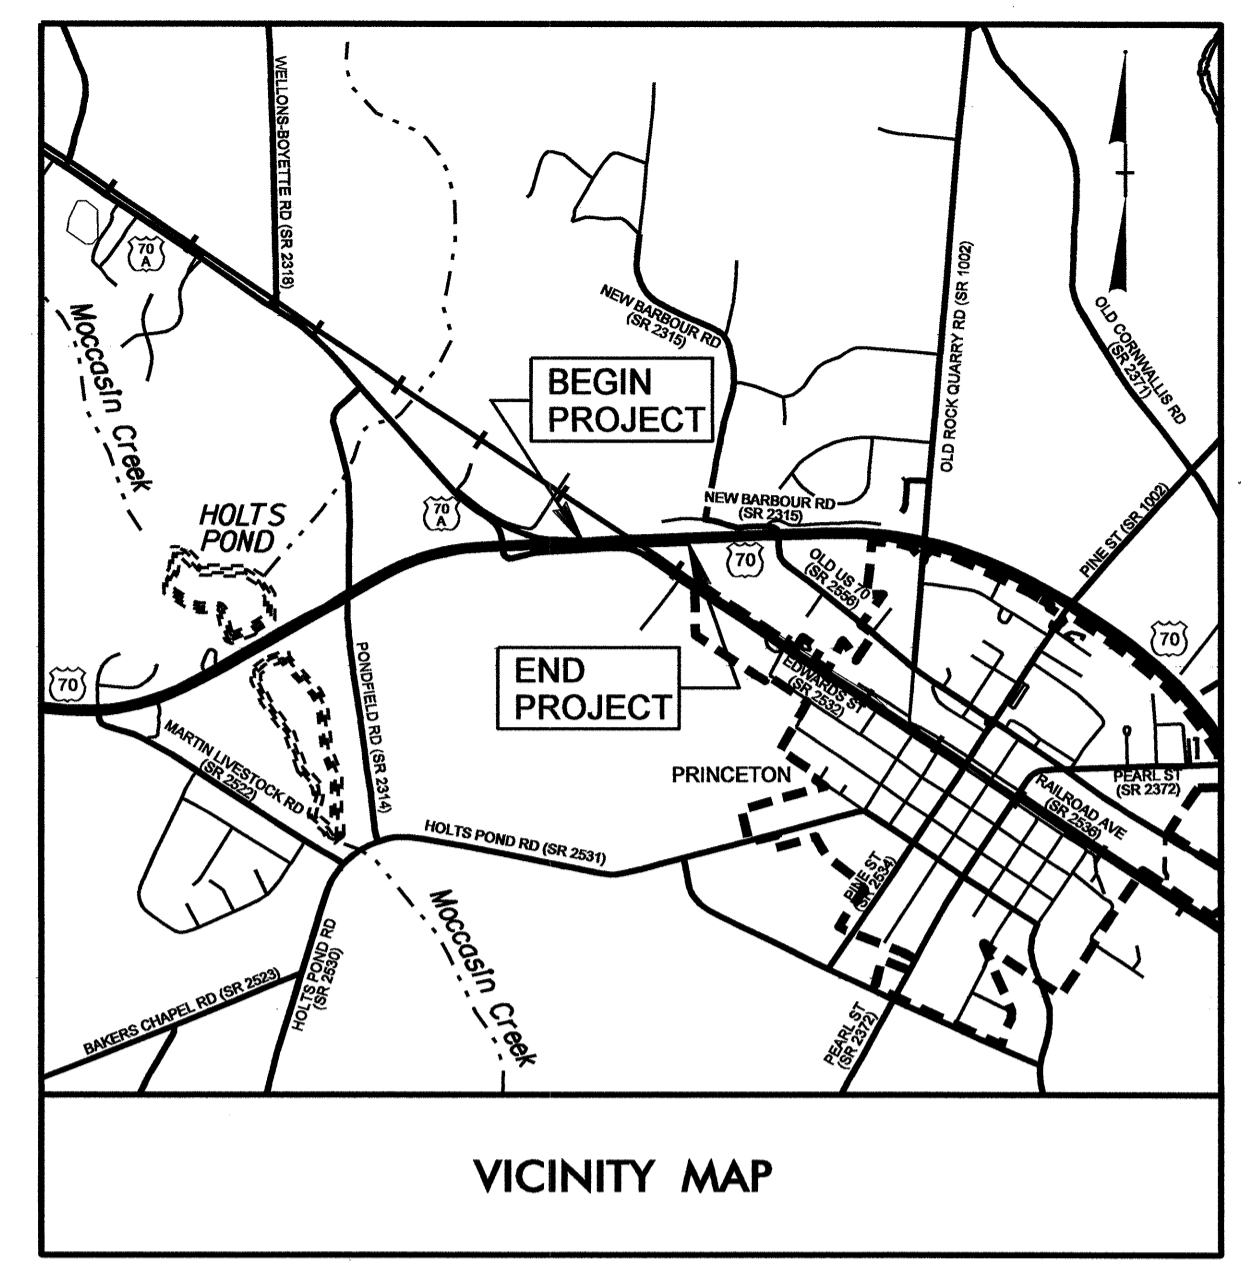 WELLONS-BOYETTE RD (SR 2318)
70
A
Moccasin Creek
NEW BARBOUR RD
(SR 2315)
OLD ROCK QUARRY RD (SR 1002)
OLD CORNWALLIS RD
(SR 2371)
BEGIN
PROJECT
70
A
HOLTS
POND
NEW BARBOUR RD
(SR 2315)
PINE ST (SR 1002)
70
OLD US 70
(SR 2556)
70
70
END
PROJECT
EDWARDS ST
(SR 2532)
PONDFIELD RD (SR 2314)
MARTIN LIVESTOCK RD
(SR 2522)
PRINCETON
PEARL ST
(SR 2372)
RAILROAD AVE
(SR 2536)
HOLTS POND RD (SR 2531)
PINE ST
(SR 2534)
Moccasin Creek
HOLTS POND RD
(SR 2530)
BAKERS CHAPEL RD (SR 2523)
PEARL ST
(SR 2372)
VICINITY MAP